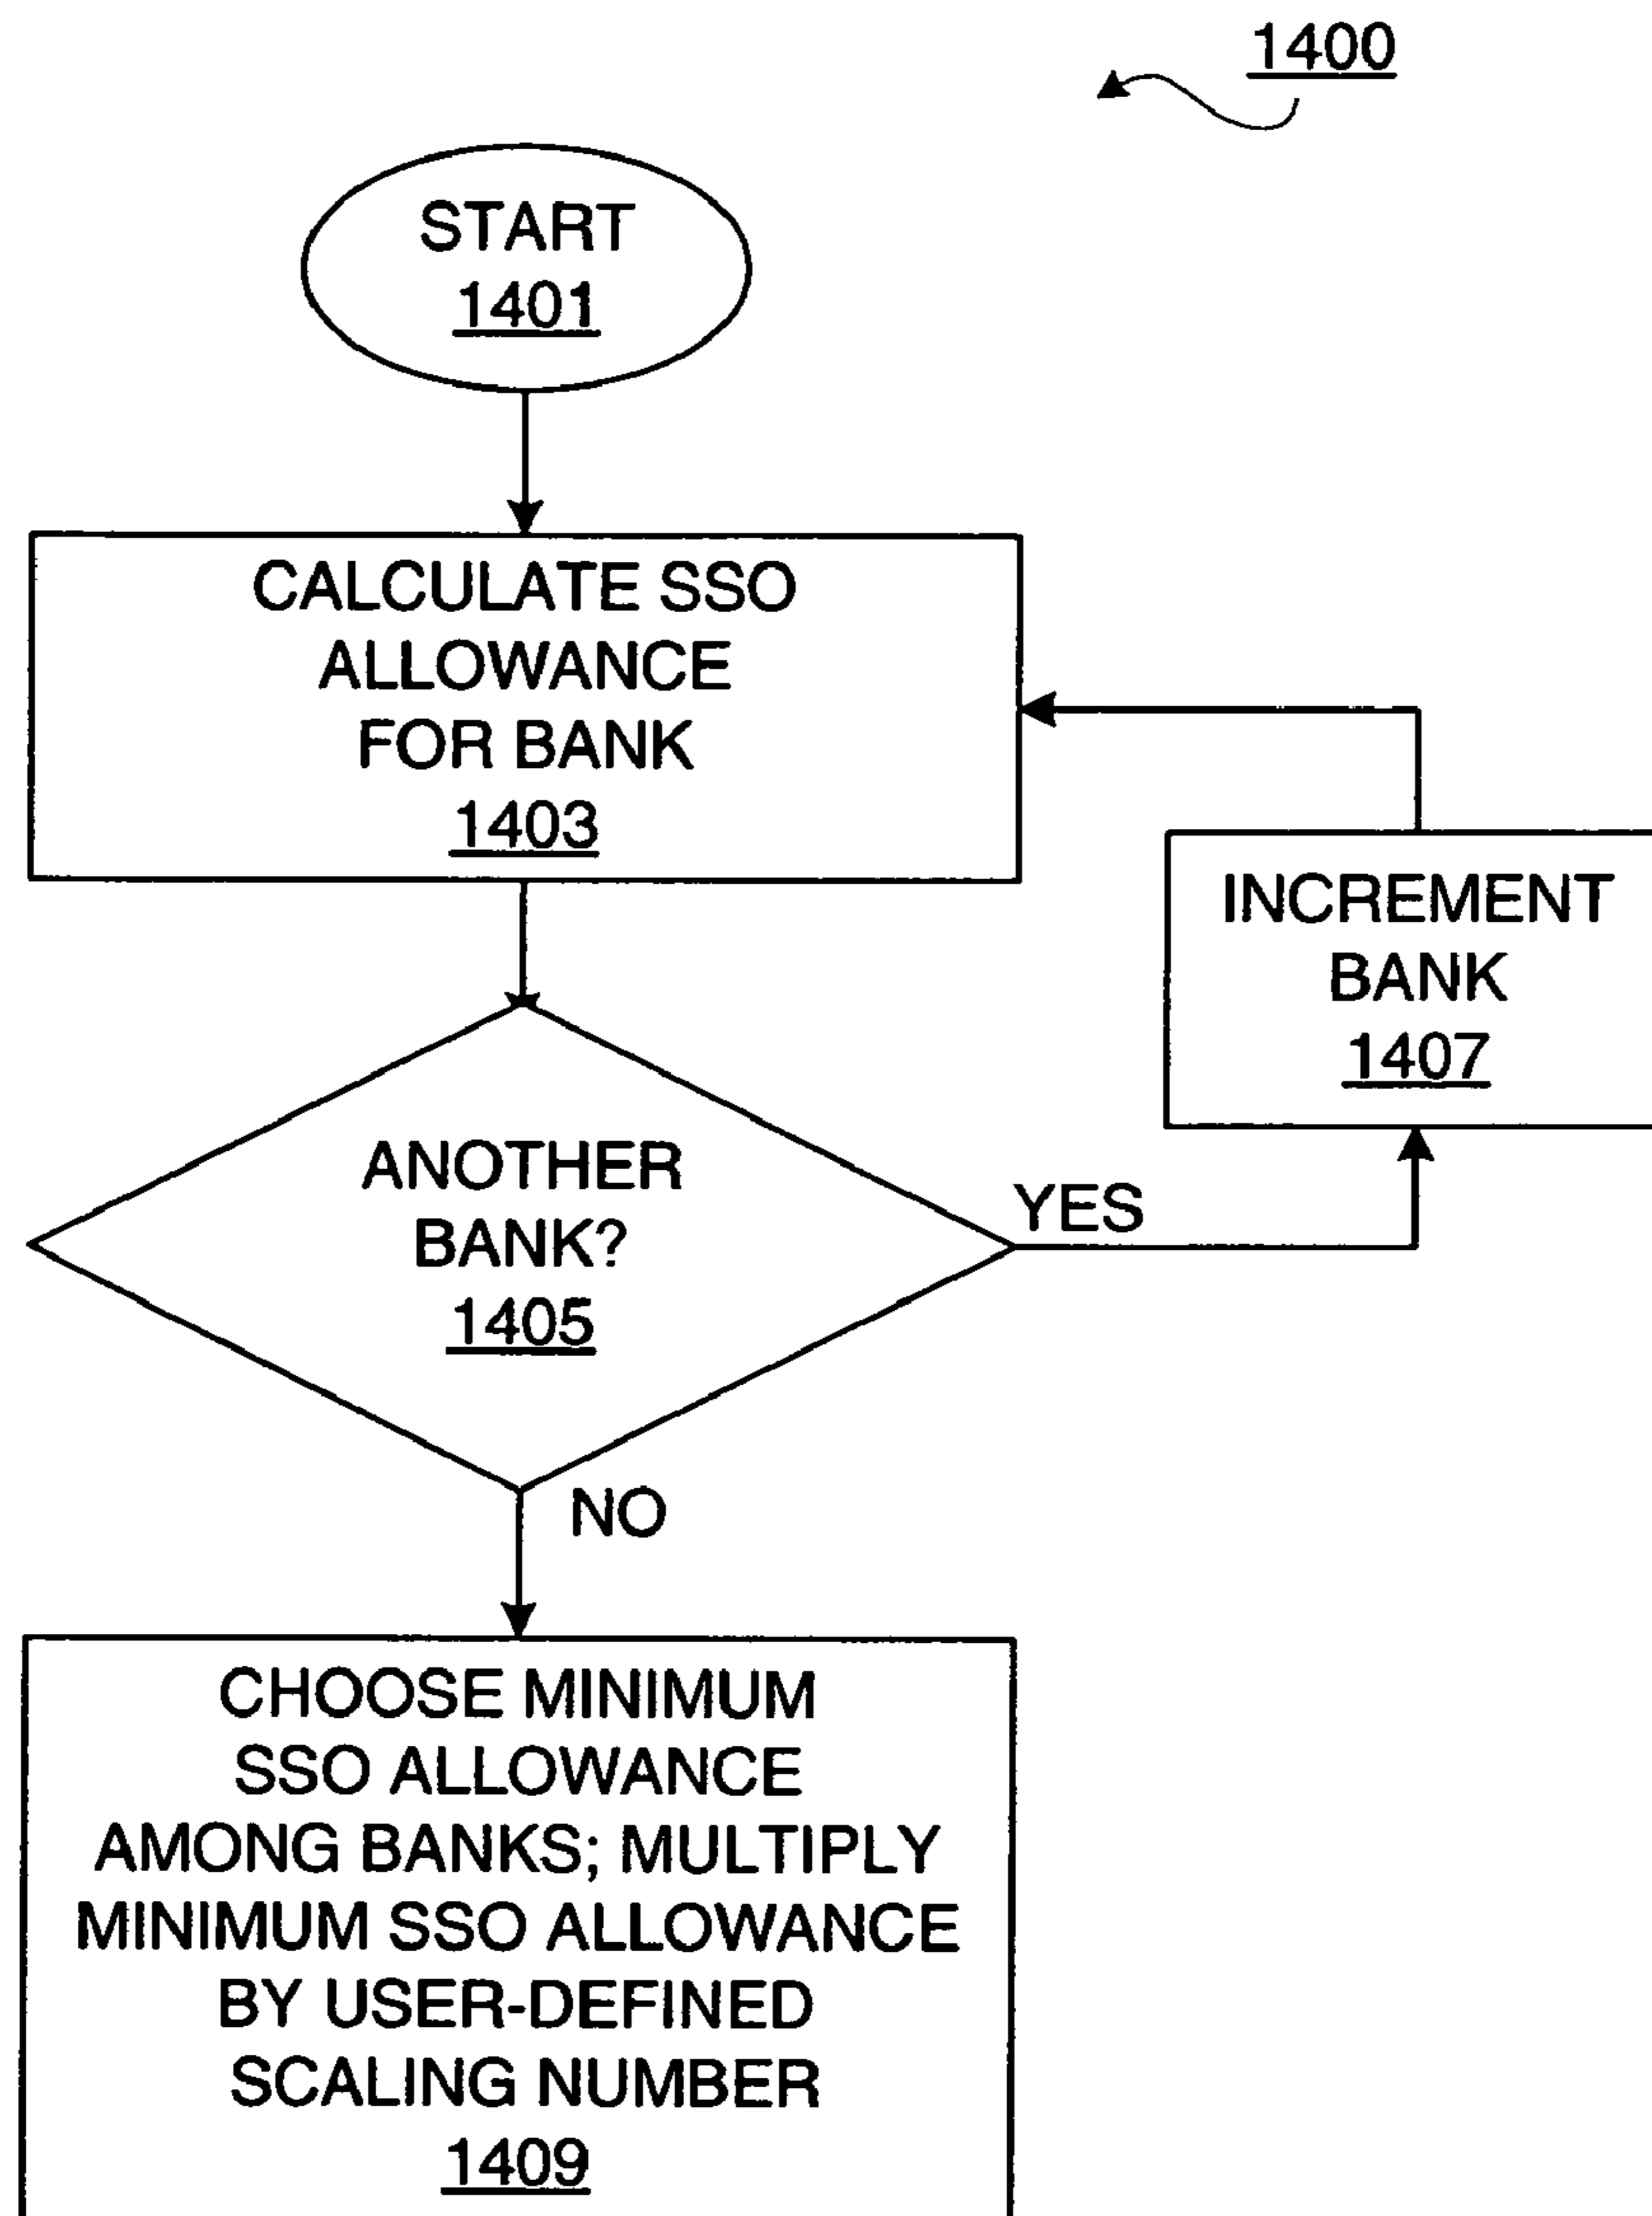 1400
START
1401
CALCULATE SSO
ALLOWANCE
FOR BANK
1403
INCREMENT
BANK
1407
ANOTHER
BANK?
1405
YES
NO
CHOOSE MINIMUM
SSO ALLOWANCE
AMONG BANKS; MULTIPLY
MINIMUM SSO ALLOWANCE
BY USER-DEFINED
SCALING NUMBER
1409